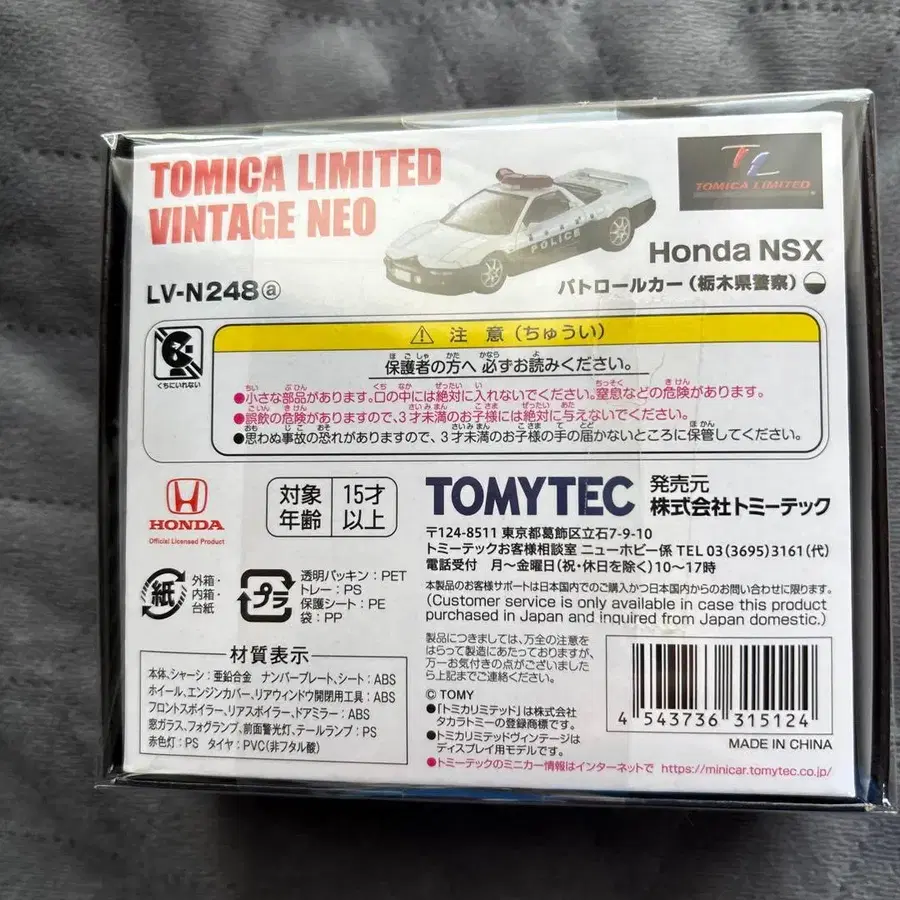 TOMICA LIMITED
VINTAGE NEO
LV-N248ⓐ
POLICE
TL
TOMICA LIMITED
Honda NSX
パトロールカー（栃木県警察）
くちにいれない
⚠ 注意（ちゅうい）
保護者の方へ 必ずお読みください。
●小さな部品があります。口の中には絶対に入れないでください。窒息などの危険があります。
●誤飲の危険がありますので、3才未満のお子様には絶対に与えないでください。
●思わぬ事故の恐れがありますので、3才未満のお子様の手の届かないところに保管してください。
HONDA
Official Licensed Product
対象年齢 15才以上
TOMYTEC 発売元 株式会社トミーテック
〒124-8511 東京都葛飾区立石7-9-10
トミーテックお客様相談室 ニューホビー係 TEL 03(3695)3161(代)
電話受付 月〜金曜日(祝・休日を除く)10〜17時
本製品のお客様サポートは日本国内でのご購入かつ日本国内からのお問い合わせに限ります。
(Customer service is only available in case this product
purchased in Japan and inquired from Japan domestic.)
紙
外箱・
内箱・
台紙
プラ
透明パッキン：PET
トレー：PS
保護シート：PE
袋：PP
材質表示
本体、シャーシ：亜鉛合金 ナンバープレート、シート：ABS
ホイール、エンジンカバー、リアウィンドウ開閉用工具：ABS
フロントスポイラー、リアスポイラー、ドアミラー：ABS
窓ガラス、フォグランプ、前面警光灯、テールランプ：PS
赤色灯：PS タイヤ：PVC(非フタル酸)
製品につきましては、万全の注意を
はらって製造にあたっておりますが、
万一お気付きの点がございました
ら上記までご連絡ください。
© TOMY
●「トミカリミテッド」は株式会社
タカラトミーの登録商標です。
●トミカリミテッドヴィンテージは
ディスプレイ用モデルです。
●トミーテックのミニカー情報はインターネットで https://minicar.tomytec.co.jp/
4 543736 315124
MADE IN CHINA